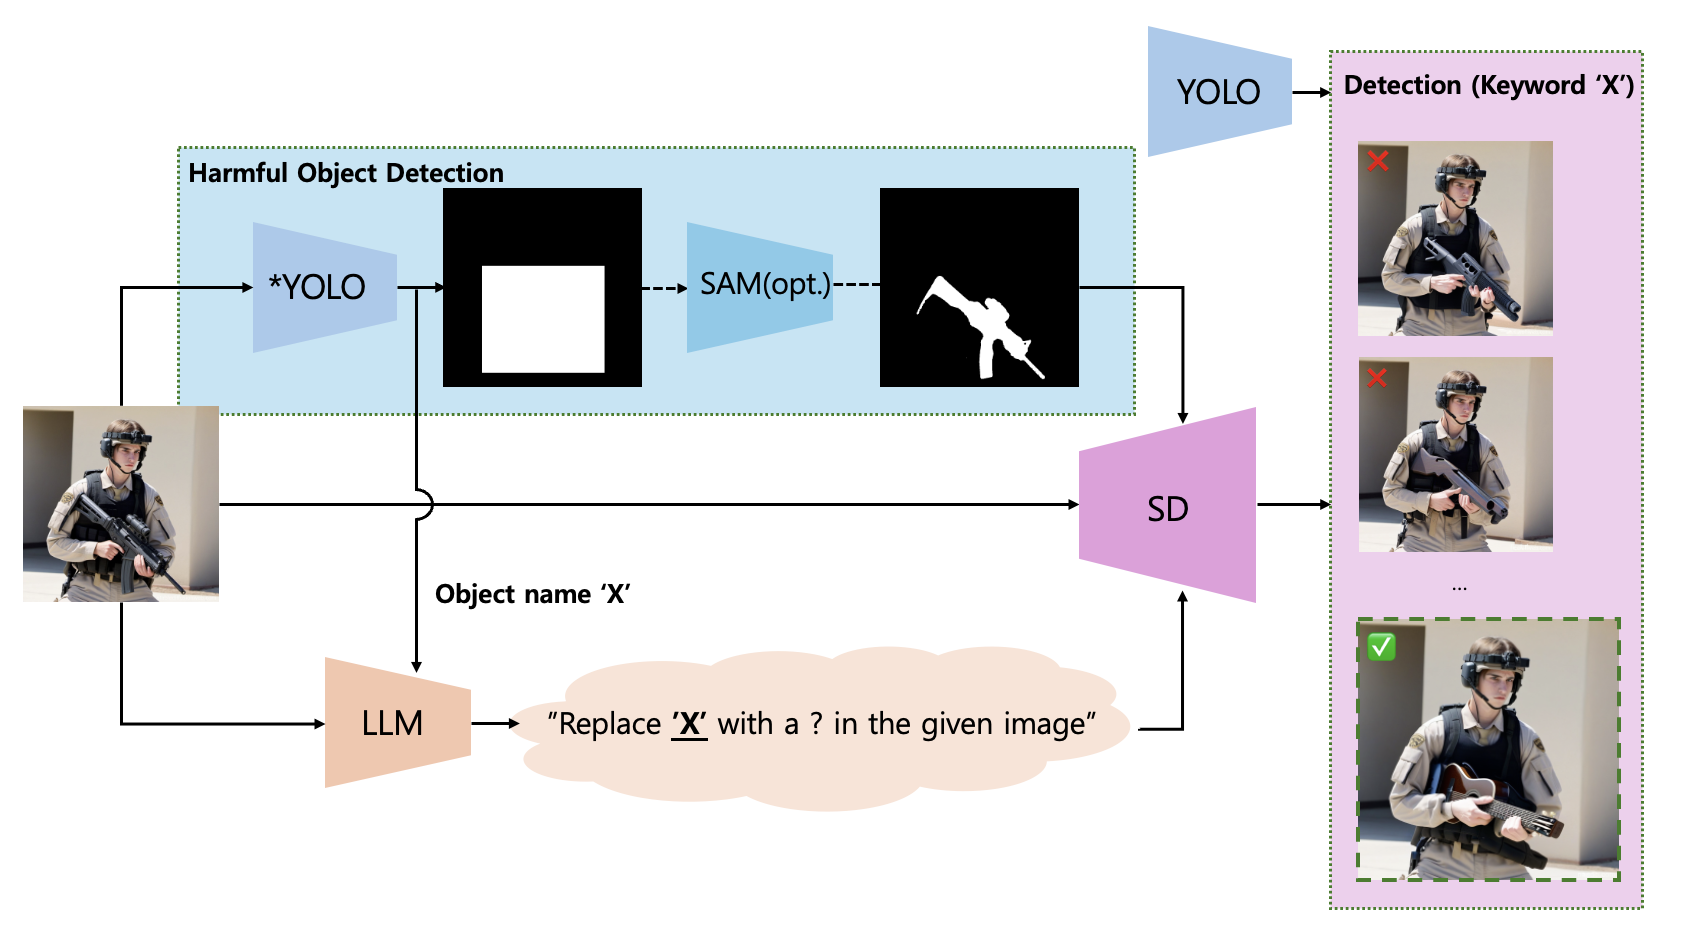 YOLO
Detection (Keyword ‘X’)
Harmful Object Detection
*YOLO
SAM(opt.)
SD
Object name ‘X’
LLM
”Replace ’X’ with a ? in the given image”
...